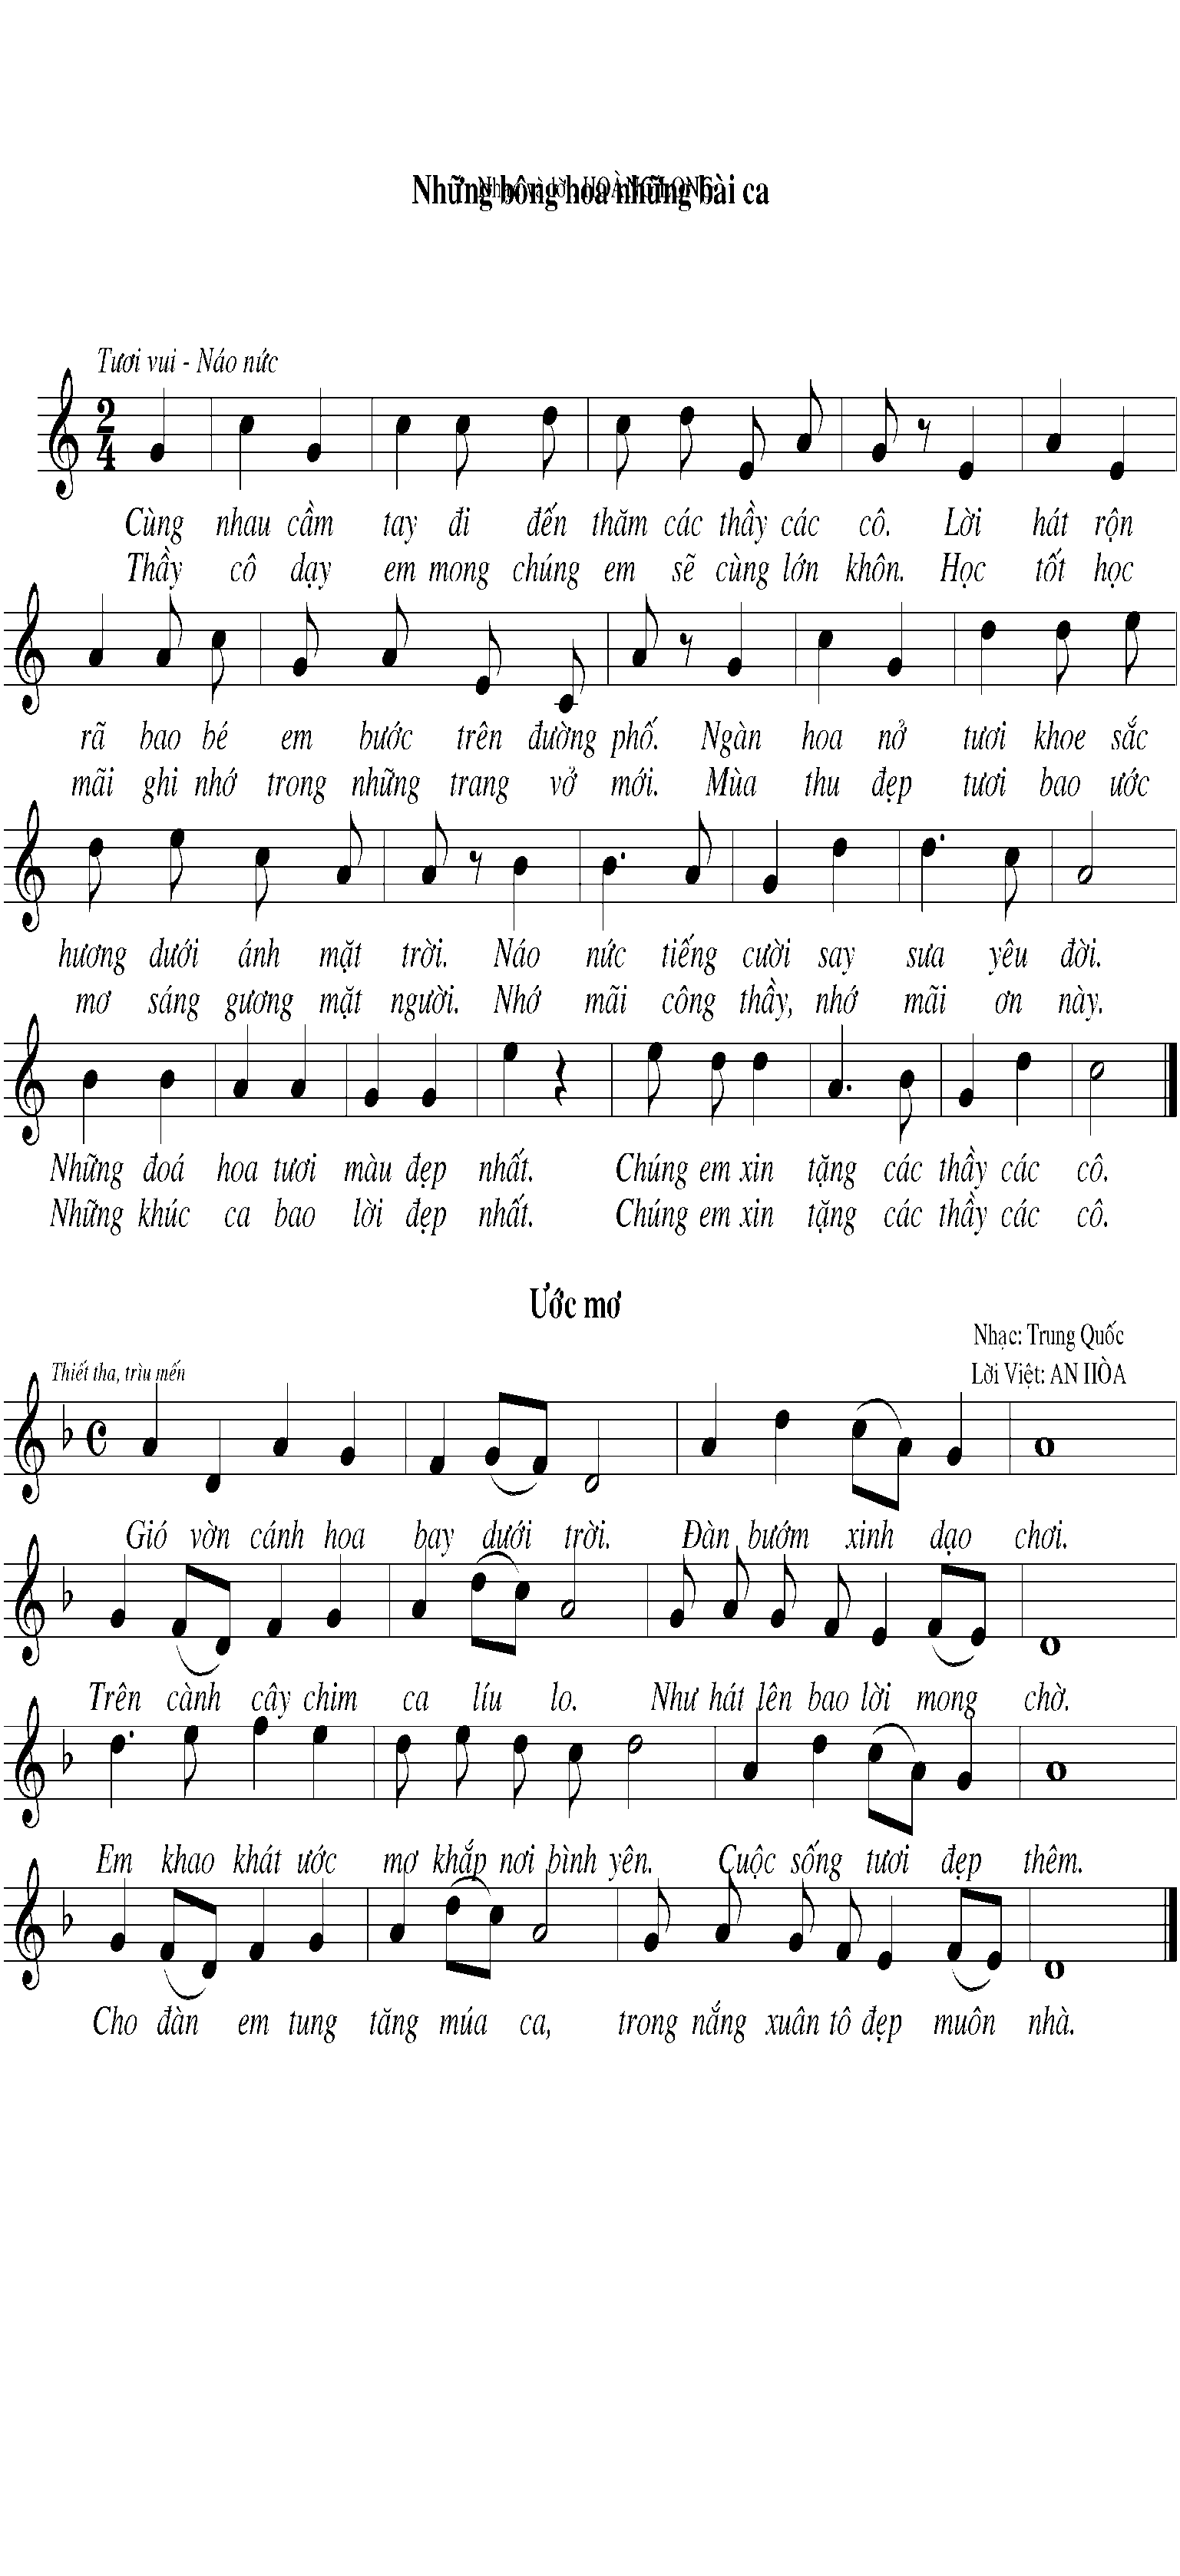 Những bông hoa những bài ca
Nhạc và lời: HOÀNG LONG
Tươi vui - Náo nức
Cùng nhau cầm tay đi đến thăm các thầy các cô. Lời hát rộn
Thầy cô dạy em mong chúng em sẽ cùng lớn khôn. Học tốt học
rã bao bé em bước trên đường phố. Ngàn hoa nở tươi khoe sắc
mãi ghi nhớ trong những trang vở mới. Mùa thu đẹp tươi bao ước
hương dưới ánh mặt trời. Náo nức tiếng cười say sưa yêu đời.
mơ sáng gương mặt người. Nhớ mãi công thầy, nhớ mãi ơn này.
Những đoá hoa tươi màu đẹp nhất. Chúng em xin tặng các thầy các cô.
Những khúc ca bao lời đẹp nhất. Chúng em xin tặng các thầy các cô.
Ước mơ
Nhạc: Trung Quốc
Thiết tha, trìu mến
Lời Việt: AN HÒA
Gió vờn cánh hoa bay dưới trời. Đàn bướm xinh dạo chơi.
Trên cành cây chim ca líu lo. Như hát lên bao lời mong chờ.
Em khao khát ước mơ khắp nơi bình yên. Cuộc sống tươi đẹp thêm.
Cho đàn em tung tăng múa ca, trong nắng xuân tô đẹp muôn nhà.